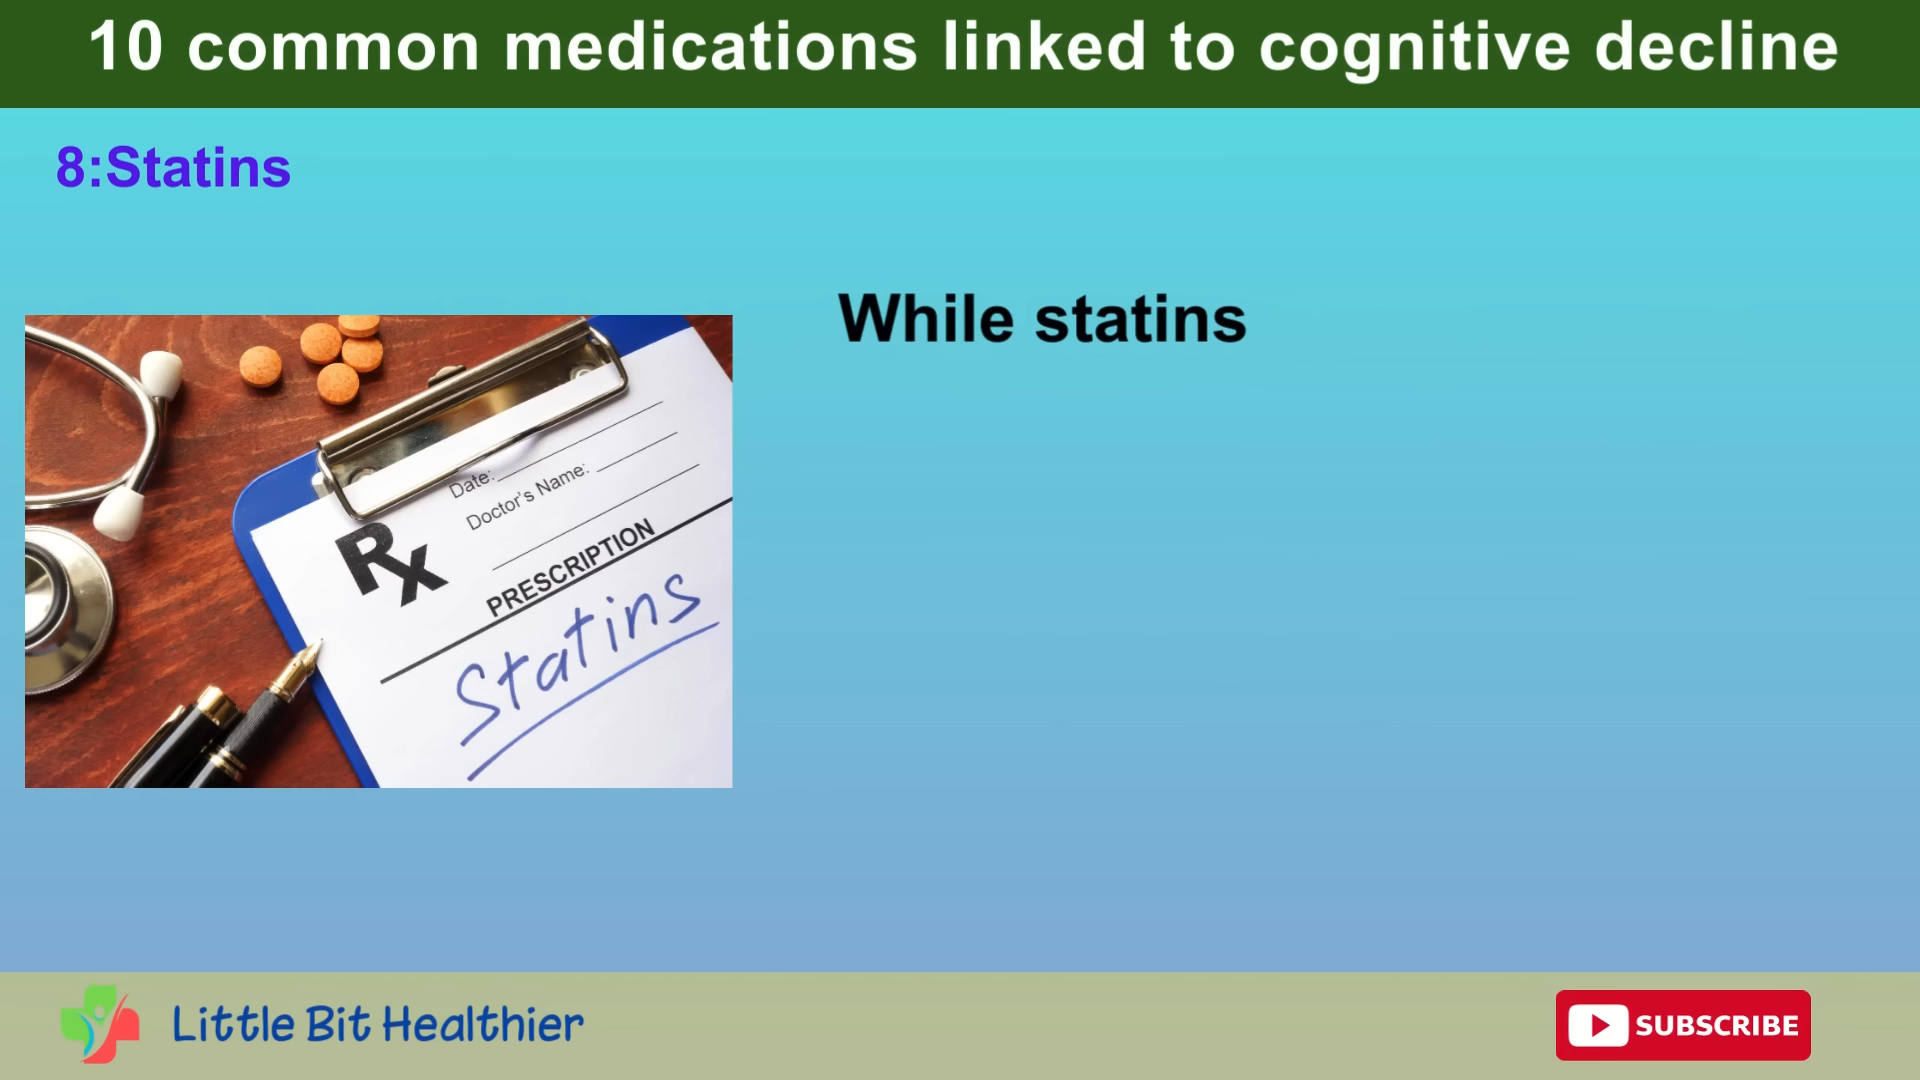 10 common medications linked to cognitive decline
8:Statins
While statins
Date:
Doctor's Name:
Rx
PRESCRIPTION
Statins
Little Bit Healthier
SUBSCRIBE